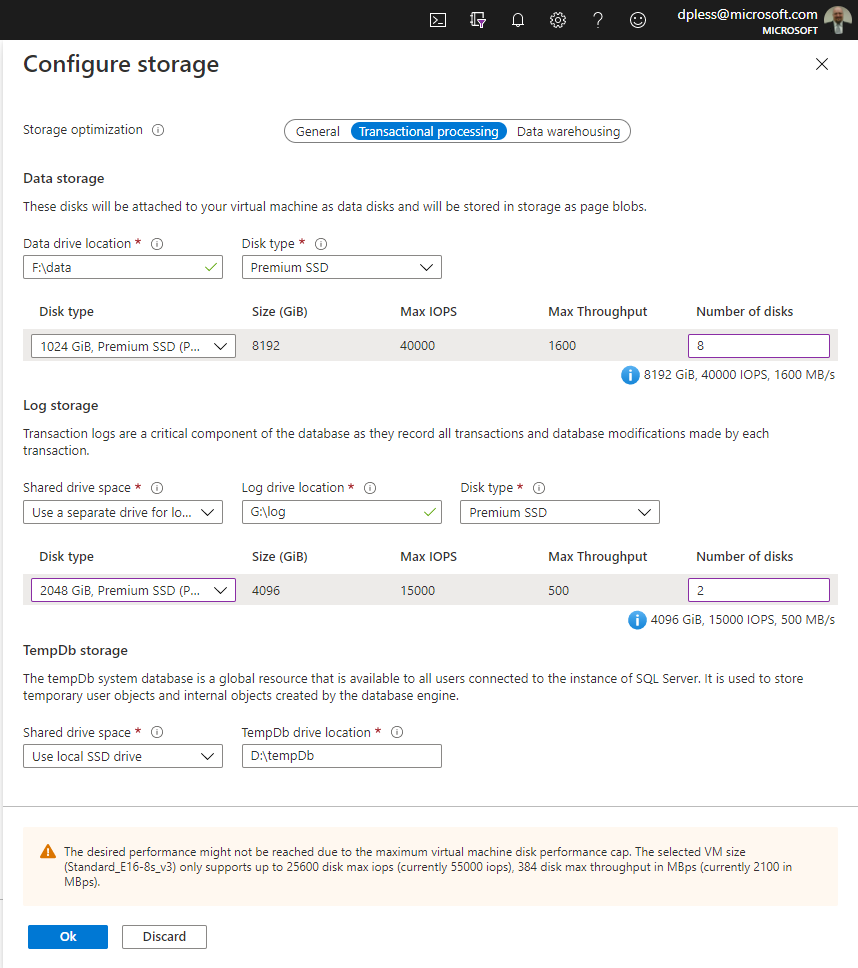 dpless@microsoft.com
MICROSOFT
Configure storage
Storage optimization
General Transactional processing Data warehousing
Data storage
These disks will be attached to your virtual machine as data disks and will be stored in storage as page blobs.
Data drive location * Disk type *
F:\data Premium SSD
Disk type Size (GiB) Max IOPS Max Throughput Number of disks
1024 GiB, Premium SSD (P... 8192 40000 1600 8
8192 GiB, 40000 IOPS, 1600 MB/s
Log storage
Transaction logs are a critical component of the database as they record all transactions and database modifications made by each
transaction.
Shared drive space * Log drive location * Disk type *
Use a separate drive for lo... G:\log Premium SSD
Disk type Size (GiB) Max IOPS Max Throughput Number of disks
2048 GiB, Premium SSD (P... 4096 15000 500 2
4096 GiB, 15000 IOPS, 500 MB/s
TempDb storage
The tempDb system database is a global resource that is available to all users connected to the instance of SQL Server. It is used to store
temporary user objects and internal objects created by the database engine.
Shared drive space * TempDb drive location *
Use local SSD drive D:\tempDb
The desired performance might not be reached due to the maximum virtual machine disk performance cap. The selected VM size
(Standard_E16-8s_v3) only supports up to 25600 disk max iops (currently 55000 iops), 384 disk max throughput in MBps (currently 2100 in
MBps).
Ok Discard